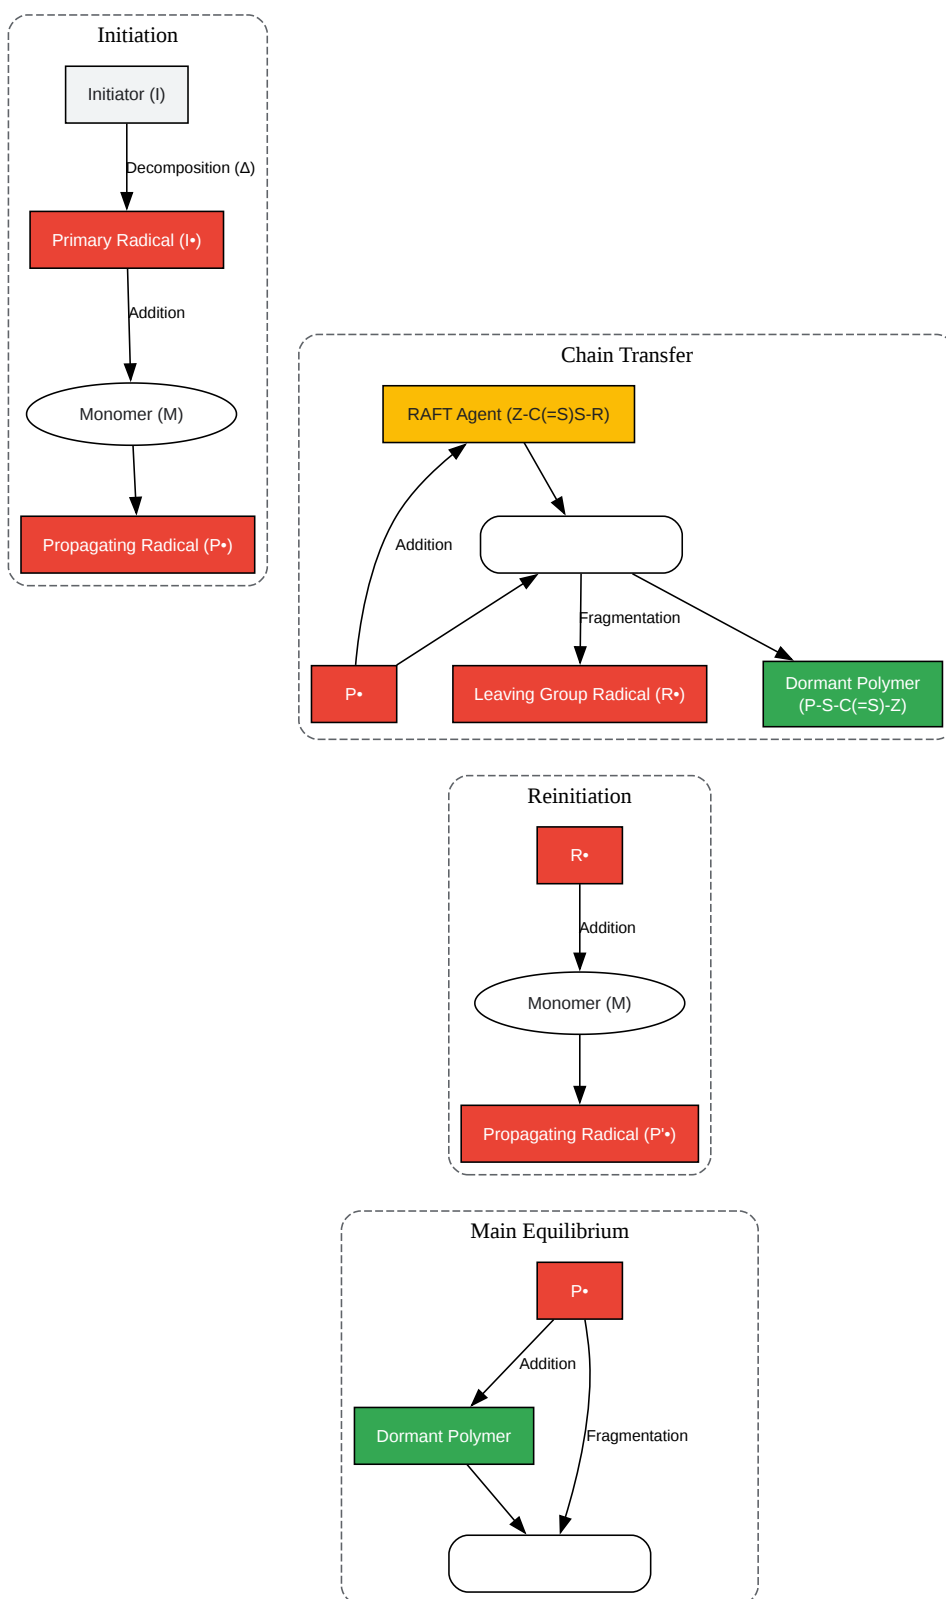 Initiation
Initiator (I)
Decomposition (Δ)
Primary Radical (I•)
Addition
Monomer (M)
Propagating Radical (P•)
Chain Transfer
RAFT Agent (Z-C(=S)S-R)
Addition
Fragmentation
P•
Leaving Group Radical (R•)
Dormant Polymer
(P-S-C(=S)-Z)
Reinitiation
R•
Addition
Monomer (M)
Propagating Radical (P'•)
Main Equilibrium
P•
Addition
Dormant Polymer
Fragmentation